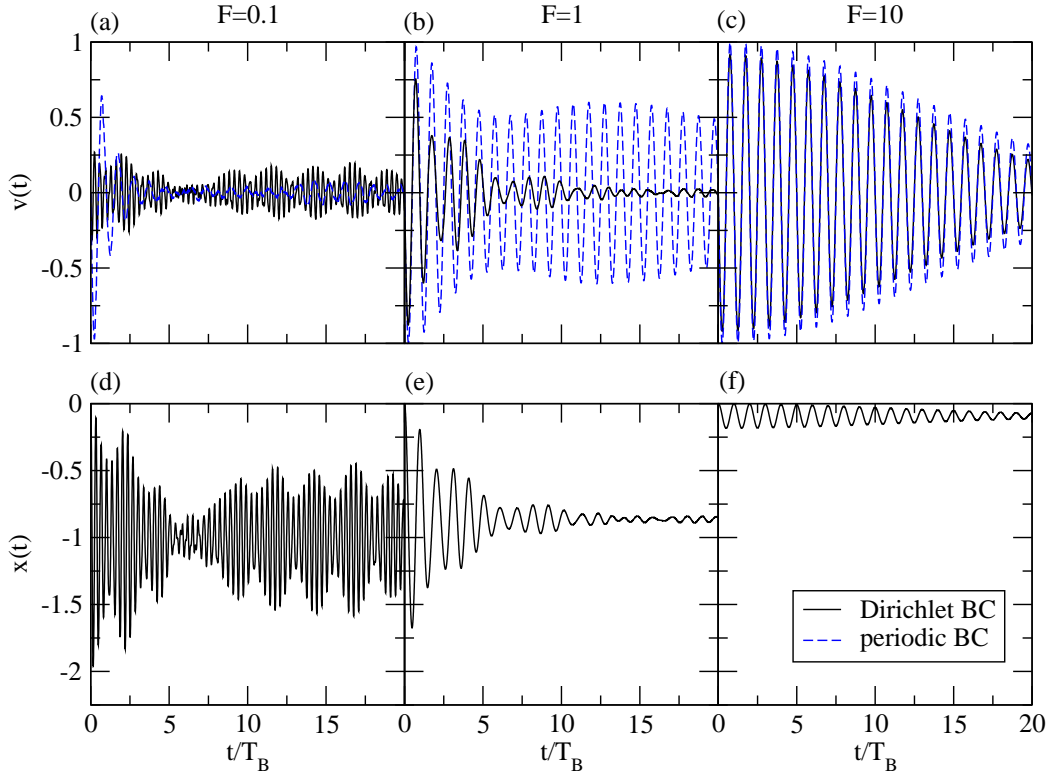 (a) F=0.1 (b) F=1 (c) F=10
1
0.5
0
-0.5
-1
v(t)
(d) (e) (f)
0
-0.5
-1
-1.5
-2
x(t)
Dirichlet BC
periodic BC
0 5 10 15 0 5 10 15 0 5 10 15 20
t/T_B t/T_B t/T_B